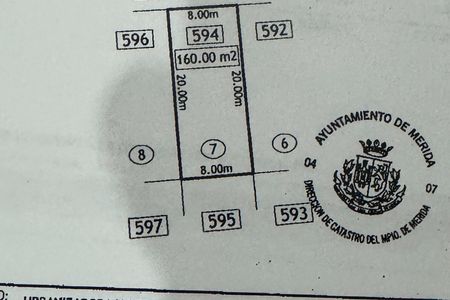 8.00m
596
594
592
160.00 m2
20.00m
20.00m
8
7
6
8.00m
597
595
593
AYUNTAMIENTO DE MERIDA
04
07
DIRECCION DE CATASTRO DEL MPIO. DE MERIDA